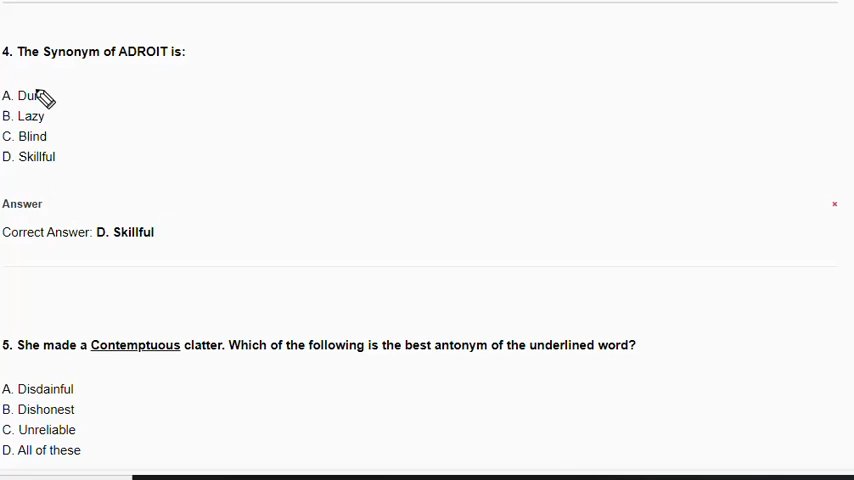 4. The Synonym of ADROIT is:
A.
B. Lazy
C. Blind
D. Skillful
Answer
×
Correct Answer: D. Skillful
5. She made a Contemptuous clatter. Which of the following is the best antonym of the underlined word?
A. Disdainful
B. Dishonest
C. Unreliable
D. All of these